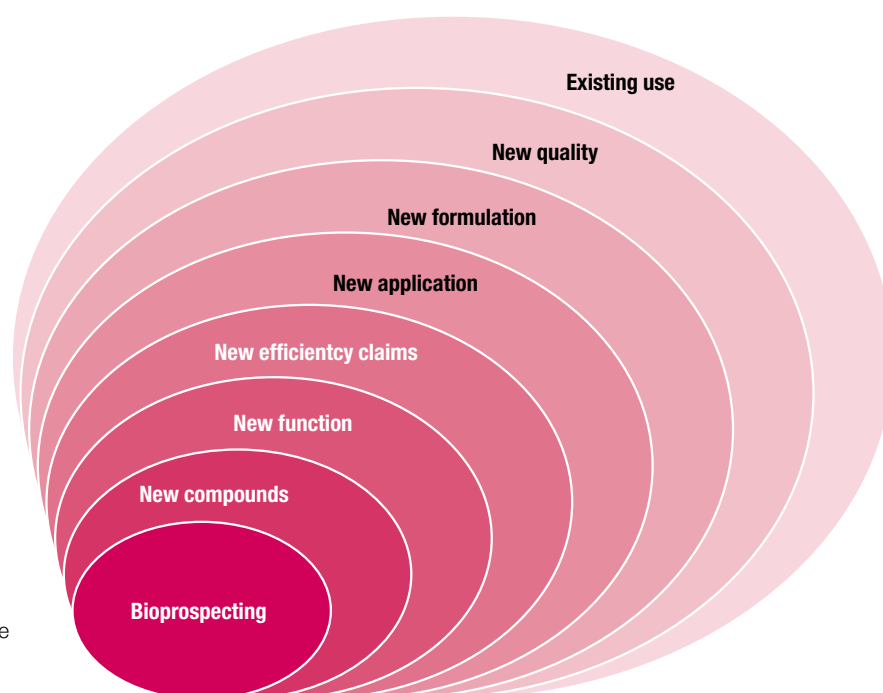 Existing use
New quality
New formulation
New application
New efficientcy claims
New function
New compounds
Bioprospecting
e